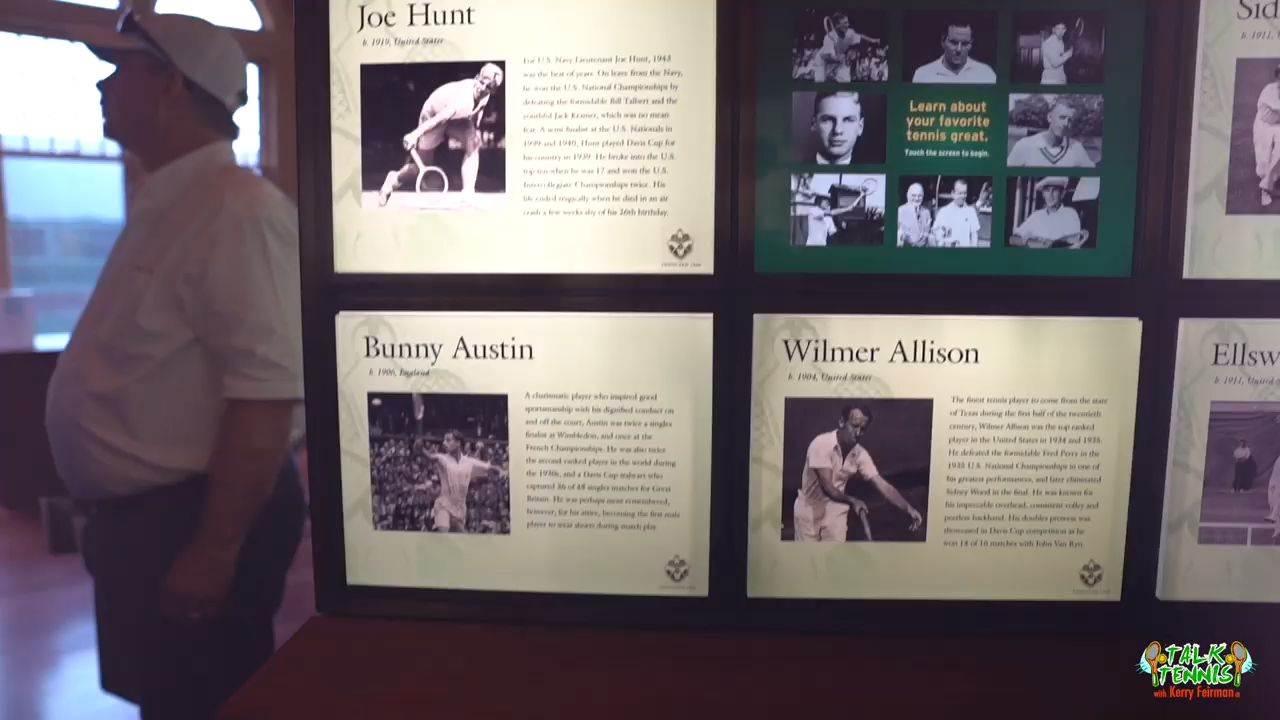 Joe Hunt
b. 1919, United States
For U.S. Navy Lieutenant Joe Hunt, 1943
was the best of years. On leave from the Navy,
he won the U.S. National Championships by
defeating the formidable Bill Talbert and the
youthful Jack Kramer, which was no mean
feat. A semi finalist at the U.S. Nationals in
1939 and 1940, Hunt played Davis Cup for
his country in 1939. He broke into the U.S.
top ten when he was 17 and won the U.S.
Intercollegiate Championships twice. His
life ended tragically when he died in an air
crash a few weeks shy of his 26th birthday.
Learn about
your favorite
tennis great.
Touch the screen to begin.
Sid
b. 1911,
Bunny Austin
b. 1906, England
A charismatic player who inspired good
sportsmanship with his dignified conduct on
and off the court, Austin was twice a singles
finalist at Wimbledon, and once at the
French Championships. He was also twice
the second ranked player in the world during
the 1930s, and a Davis Cup stalwart who
captured 36 of 48 singles matches for Great
Britain. He was perhaps most remembered,
however, for his attire, becoming the first male
player to wear shorts during match play
Wilmer Allison
b. 1904, United States
The finest tennis player to come from the state
of Texas during the first half of the twentieth
century, Wilmer Allison was the top ranked
player in the United States in 1934 and 1935.
He defeated the formidable Fred Perry in the
1935 U.S. National Championships in one of
his greatest performances, and later eliminated
Sidney Wood in the final. He was known for
his impeccable overhead, consistent volley and
peerless backhand. His doubles prowess was
showcased in Davis Cup competition as he
won 14 of 16 matches with John Van Ryn.
Ellsw
b. 1911, United S
TALK
TENNIS
with Kerry Feirman